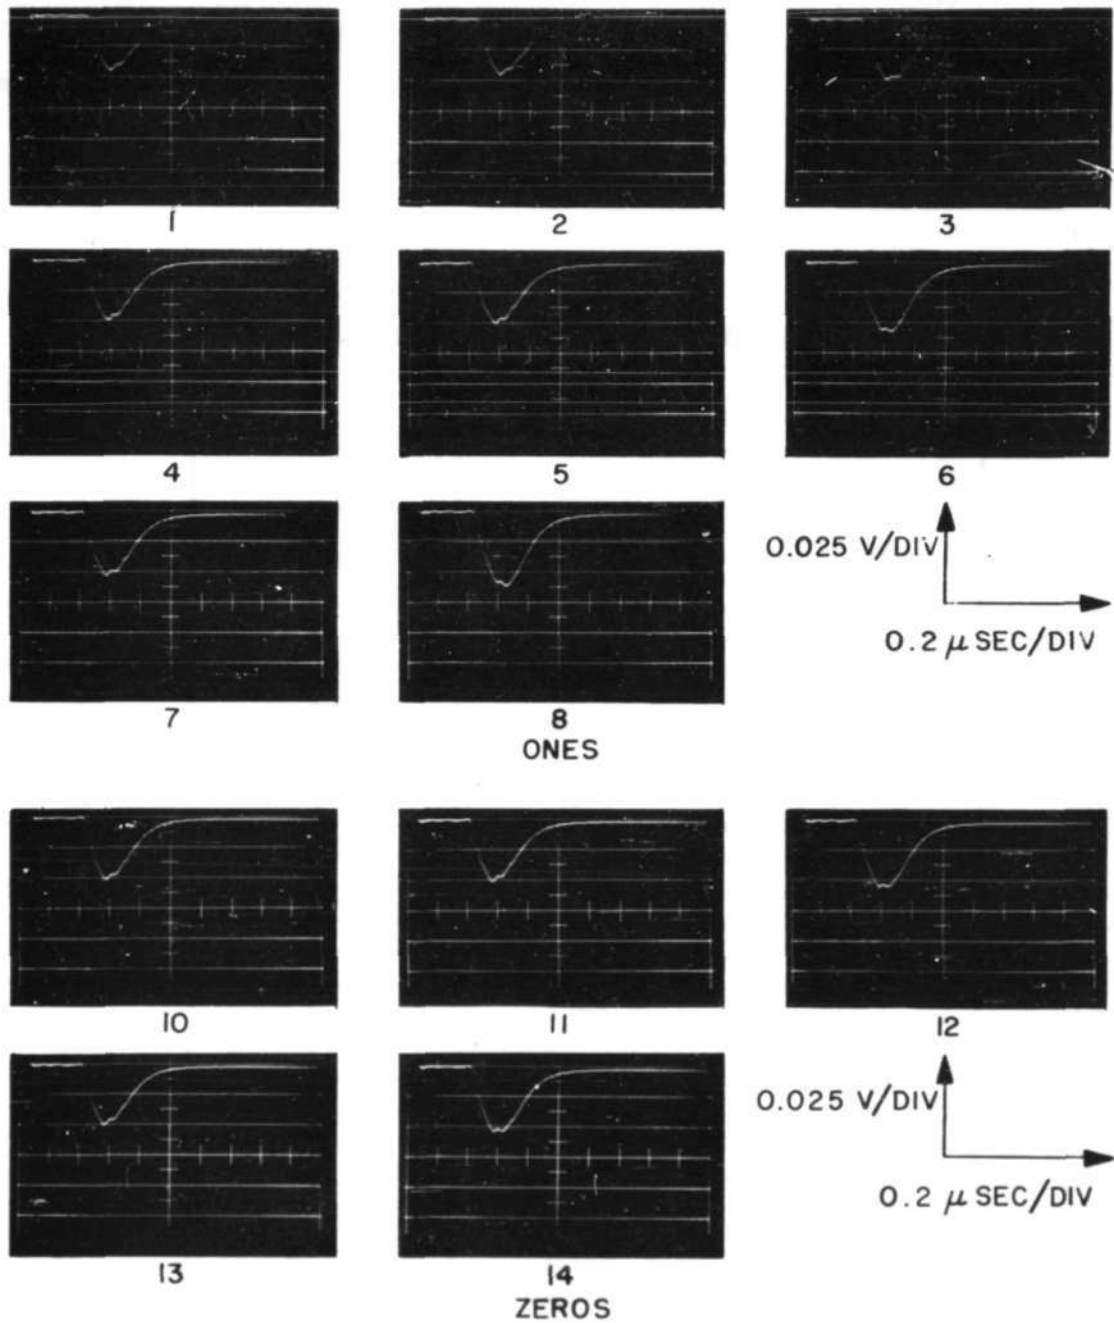 1 2 3
4 5 6
0.025 V/DIV
0.2 μ SEC/DIV
7 8
ONES
10 11 12
0.025 V/DIV
0.2 μ SEC/DIV
13 14
ZEROS